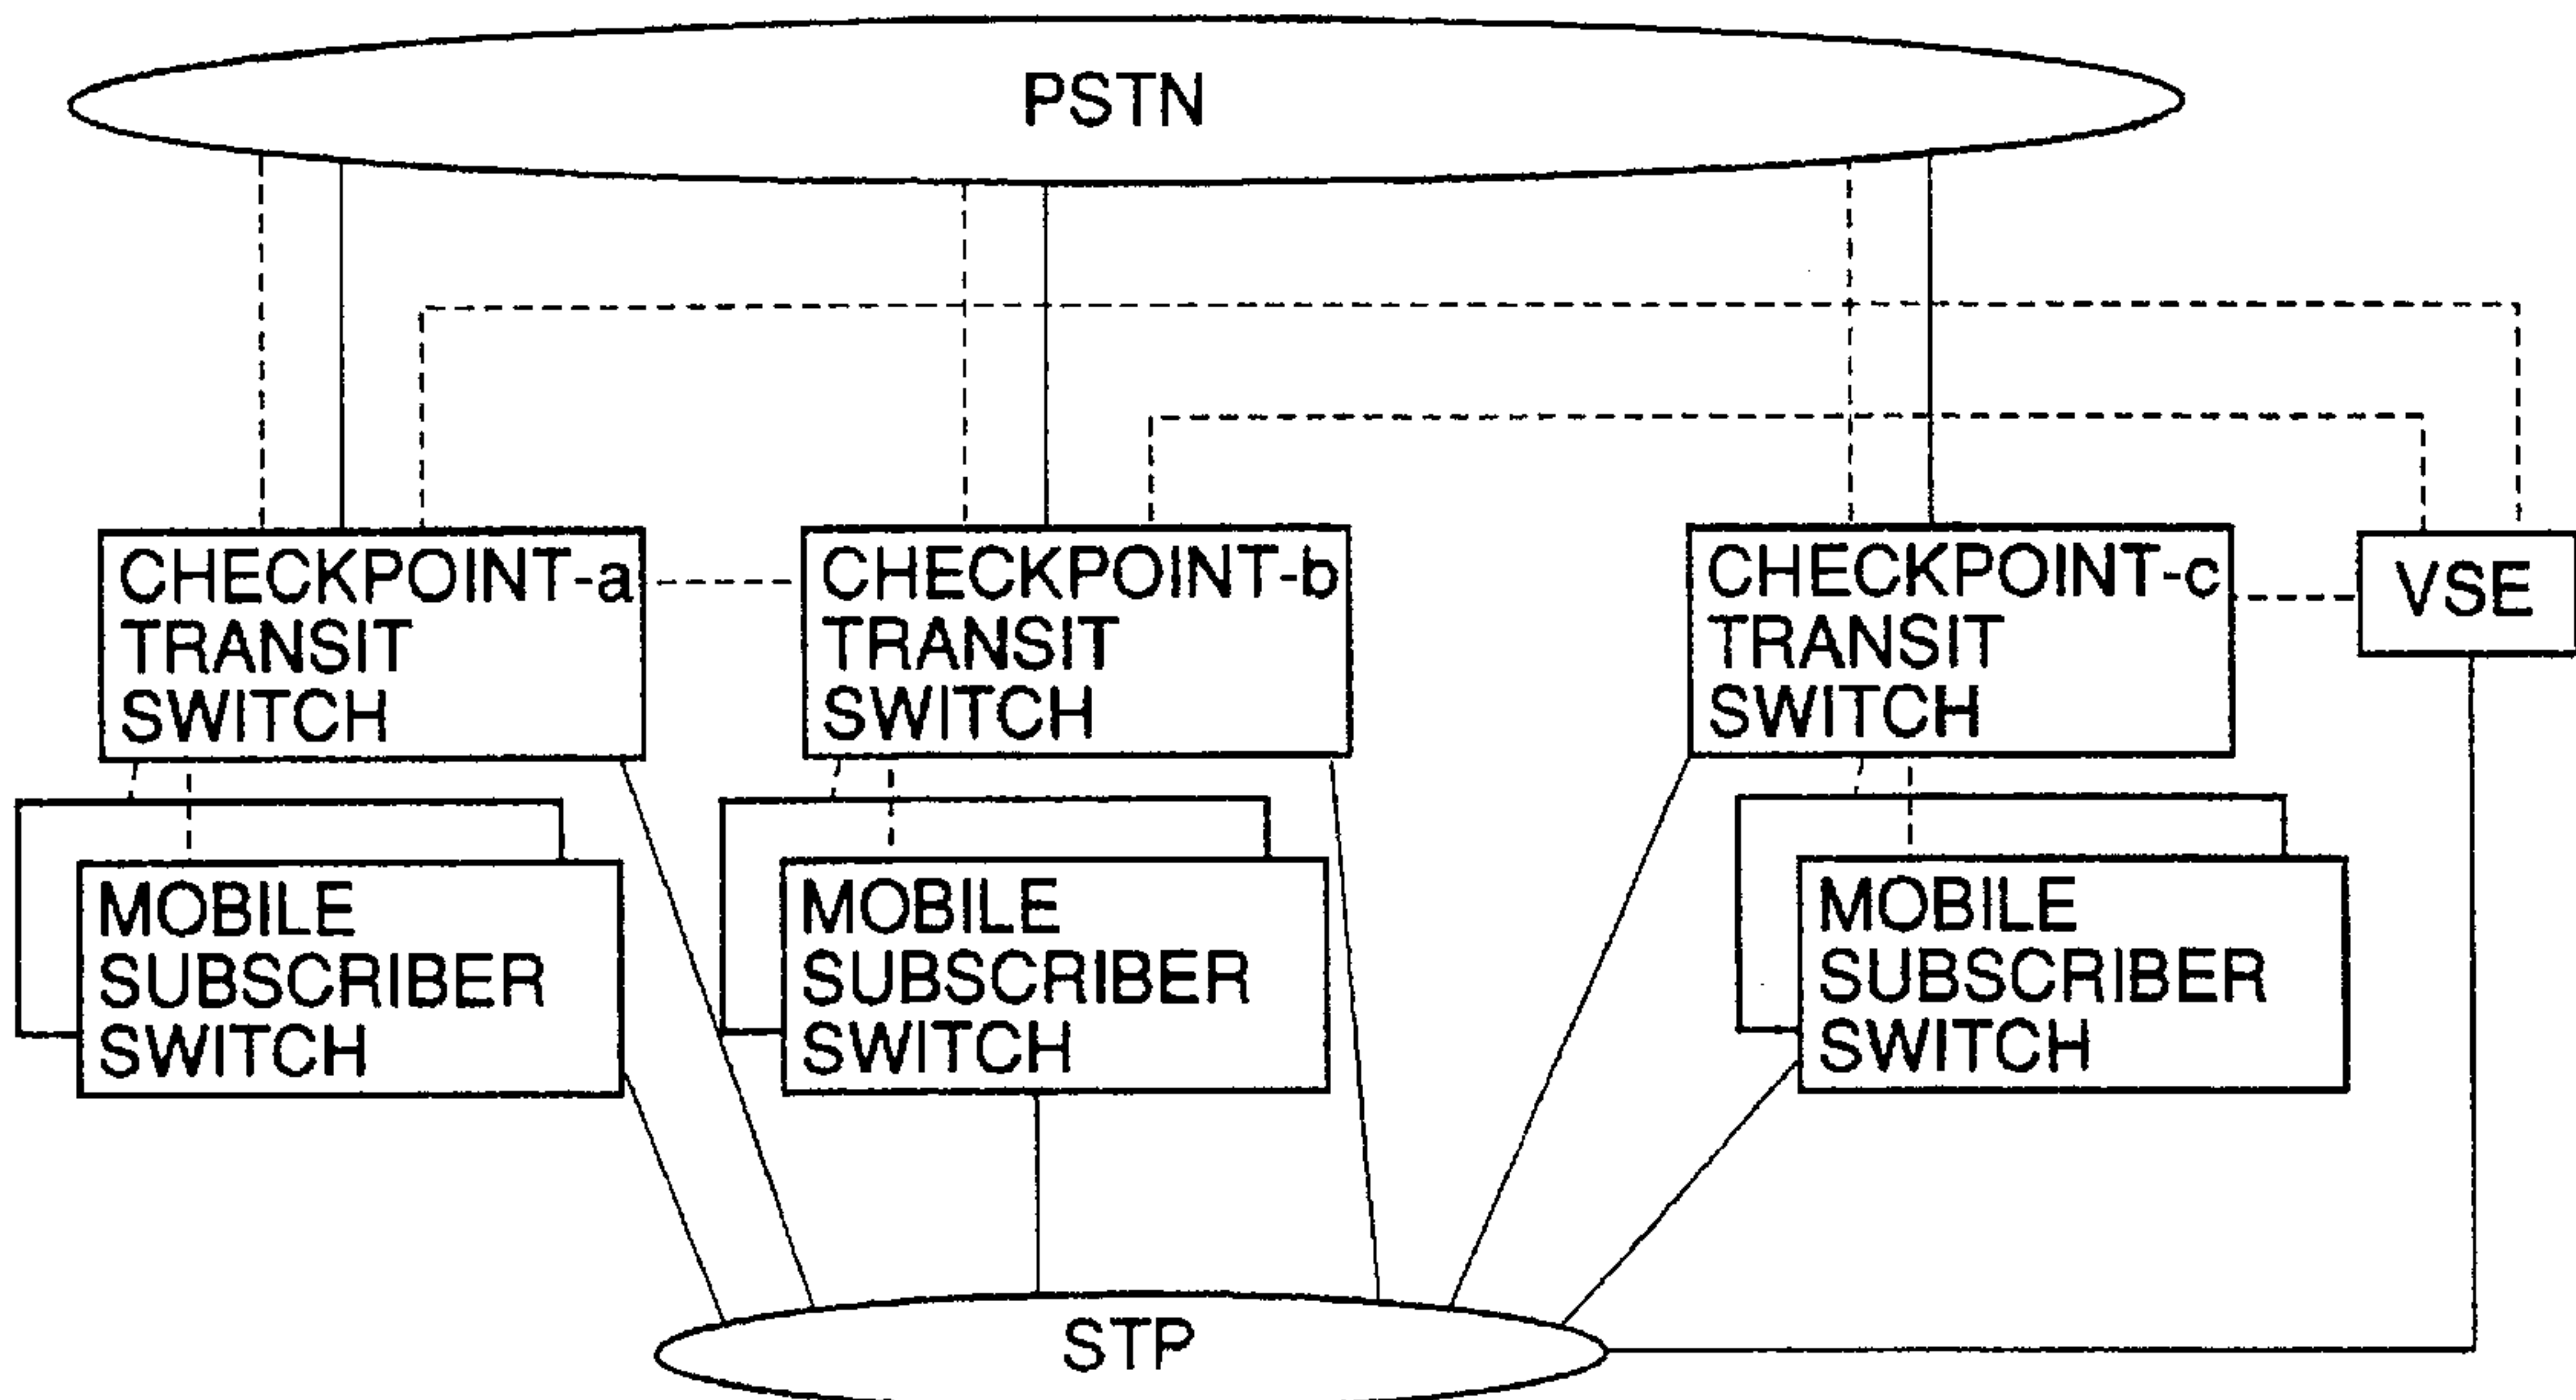 PSTN
CHECKPOINT-a
TRANSIT
SWITCH
CHECKPOINT-b
TRANSIT
SWITCH
CHECKPOINT-c
TRANSIT
SWITCH
VSE
MOBILE
SUBSCRIBER
SWITCH
MOBILE
SUBSCRIBER
SWITCH
MOBILE
SUBSCRIBER
SWITCH
STP